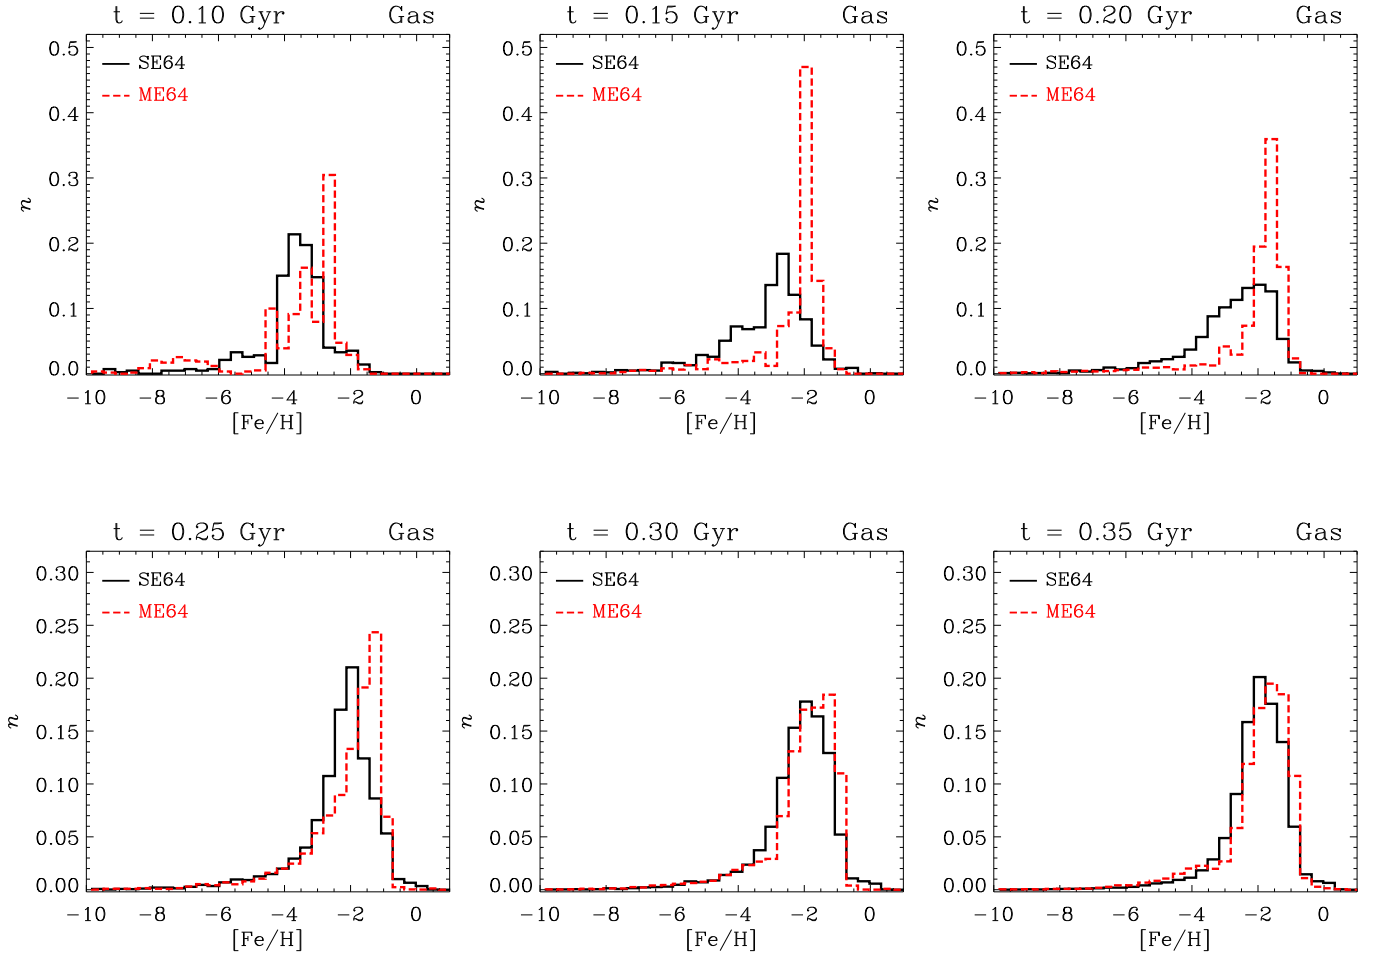 t = 0.10 Gyr Gas t = 0.15 Gyr Gas t = 0.20 Gyr Gas
0.5 SE64 0.5 SE64 0.5 SE64
ME64 ME64 ME64
0.4 0.4 0.4
0.3 0.3 0.3
n n n
0.2 0.2 0.2
0.1 0.1 0.1
0.0 0.0 0.0
−10 −8 −6 −4 −2 0 −10 −8 −6 −4 −2 0 −10 −8 −6 −4 −2 0
[Fe/H] [Fe/H] [Fe/H]
t = 0.25 Gyr Gas t = 0.30 Gyr Gas t = 0.35 Gyr Gas
0.30 SE64 0.30 SE64 0.30 SE64
ME64 ME64 ME64
0.25 0.25 0.25
0.20 0.20 0.20
n n n
0.15 0.15 0.15
0.10 0.10 0.10
0.05 0.05 0.05
0.00 0.00 0.00
−10 −8 −6 −4 −2 0 −10 −8 −6 −4 −2 0 −10 −8 −6 −4 −2 0
[Fe/H] [Fe/H] [Fe/H]